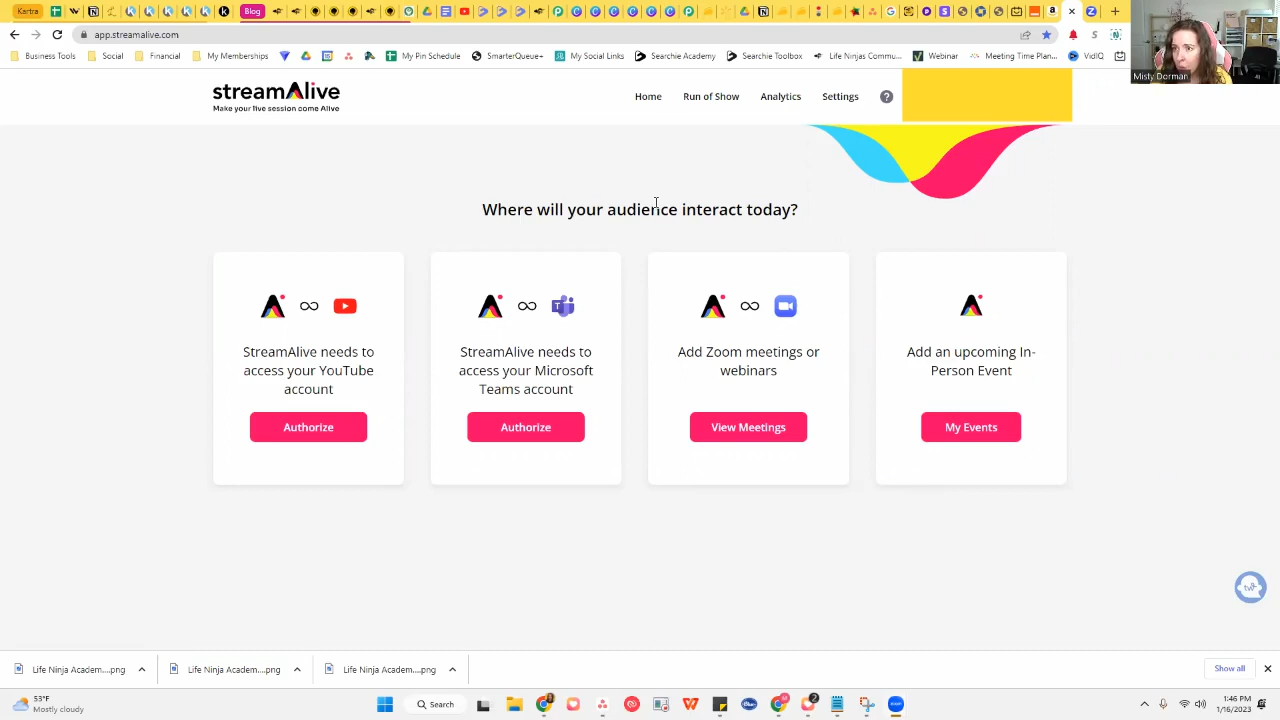 Kartra
Blog
app.streamalive.com
Business Tools
Social
Financial
My Memberships
My Pin Schedule
SmarterQueue+
My Social Links
Searchie Academy
Searchie Toolbox
Life Ninjas Commu...
Webinar
Meeting Time Plan...
VidIQ
Misty Dorman
streamAlive
Make your live session come Alive
Home
Run of Show
Analytics
Settings
?
Where will your audience interact today?
StreamAlive needs to
access your YouTube
account
Authorize
StreamAlive needs to
access your Microsoft
Teams account
Authorize
Add Zoom meetings or
webinars
View Meetings
Add an upcoming In-
Person Event
My Events
Life Ninja Academ....png
Life Ninja Academ....png
Life Ninja Academ....png
Show all
53°F
Mostly cloudy
Search
2
1:46 PM
1/16/2023